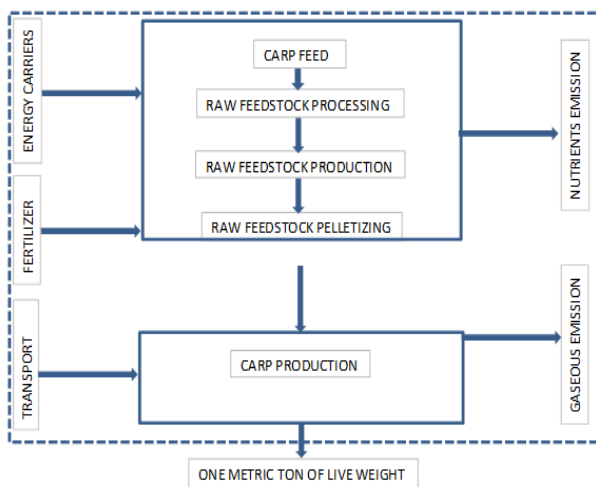 ENERGY CARRIERS
FERTILIZER
TRANSPORT
CARP FEED
RAW FEEDSTOCK PROCESSING
RAW FEEDSTOCK PRODUCTION
RAW FEEDSTOCK PELLETIZING
CARP PRODUCTION
NUTRIENTS EMISSION
GASEOUS EMISSION
ONE METRIC TON OF LIVE WEIGHT